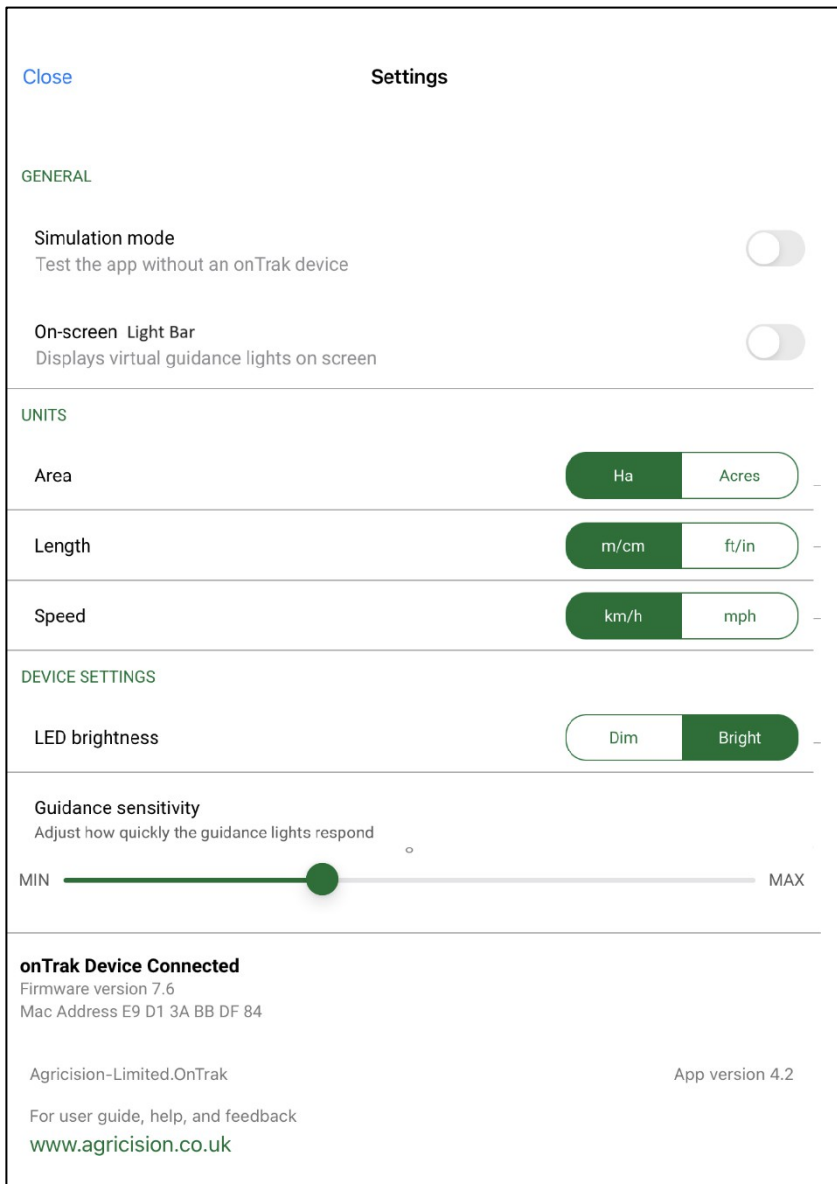 Close Settings
GENERAL
Simulation mode
Test the app without an onTrak device
On-screen Light Bar
Displays virtual guidance lights on screen
UNITS
Area Ha Acres
Length m/cm ft/in
Speed km/h mph
DEVICE SETTINGS
LED brightness Dim Bright
Guidance sensitivity
Adjust how quickly the guidance lights respond
MIN MAX
onTrak Device Connected
Firmware version 7.6
Mac Address E9 D1 3A BB DF 84
Agricision-Limited.OnTrak App version 4.2
For user guide, help, and feedback
www.agricision.co.uk